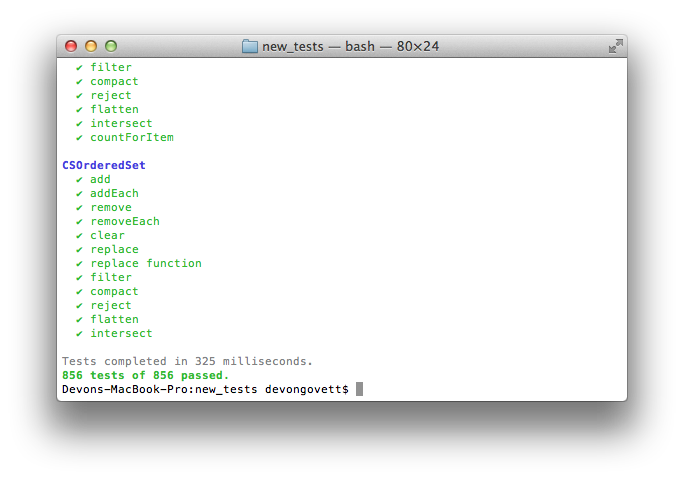 new_tests — bash — 80×24
✔ filter
✔ compact
✔ reject
✔ flatten
✔ intersect
✔ countForItem
CSOrderedSet
✔ add
✔ addEach
✔ remove
✔ removeEach
✔ clear
✔ replace
✔ replace function
✔ filter
✔ compact
✔ reject
✔ flatten
✔ intersect
Tests completed in 325 milliseconds.
856 tests of 856 passed.
Devons-MacBook-Pro:new_tests devongovett$